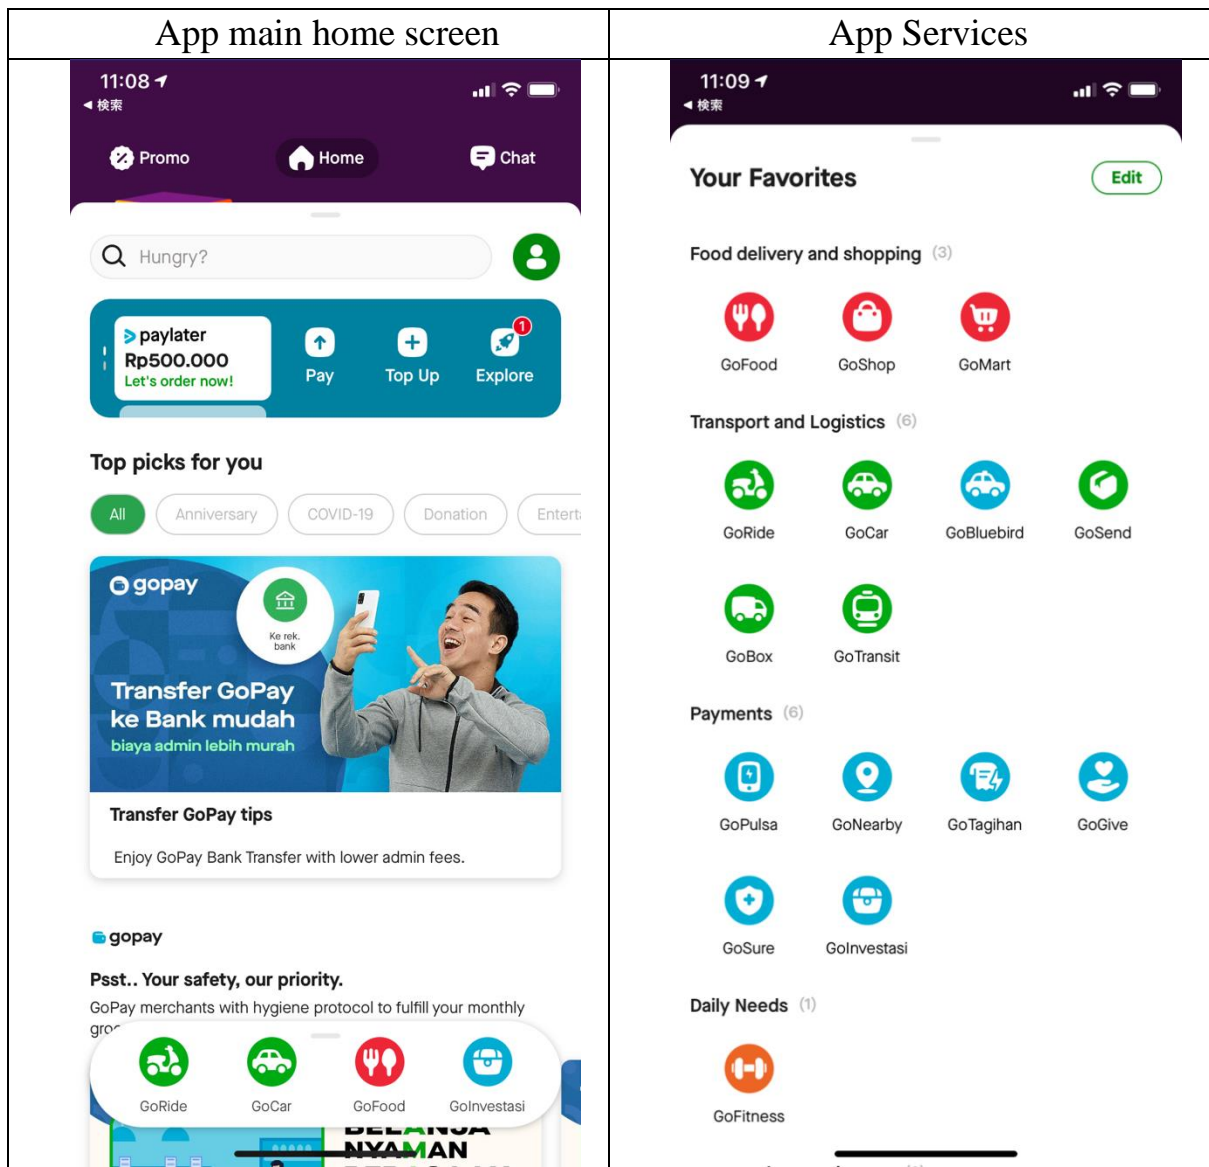 App main home screen
App Services
11:08
◀ 検索
Promo
Home
Chat
Hungry?
paylater
Rp500.000
Let's order now!
Pay
Top Up
1
Explore
Top picks for you
All
Anniversary
COVID-19
Donation
Entert
gopay
Ke rek.
bank
Transfer GoPay
ke Bank mudah
biaya admin lebih murah
Transfer GoPay tips
Enjoy GoPay Bank Transfer with lower admin fees.
gopay
Psst.. Your safety, our priority.
GoPay merchants with hygiene protocol to fulfill your monthly
GoRide
GoCar
GoFood
GoInvestasi
BELANJA
NYAMAN
11:09
◀ 検索
Your Favorites
Edit
Food delivery and shopping (3)
GoFood
GoShop
GoMart
Transport and Logistics (6)
GoRide
GoCar
GoBluebird
GoSend
GoBox
GoTransit
Payments (6)
GoPulsa
GoNearby
GoTagihan
GoGive
GoSure
GoInvestasi
Daily Needs (1)
GoFitness